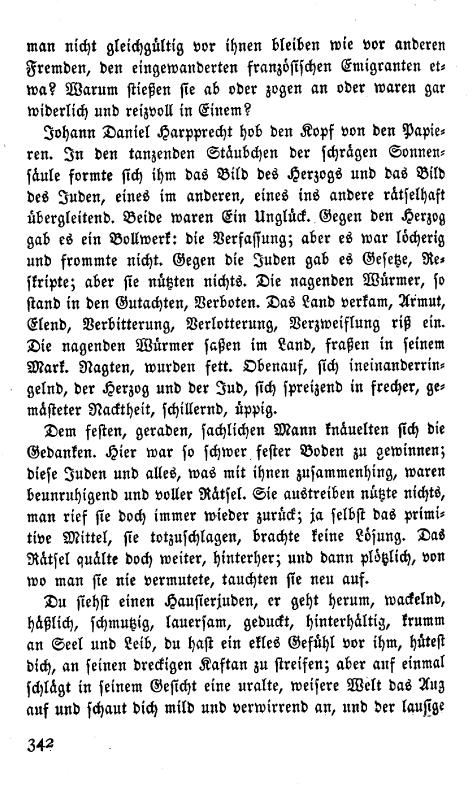 man nicht gleichgültig vor ihnen bleiben wie vor anderen
Fremden, den eingewanderten französischen Emigranten et-
wa? Warum stießen sie ab oder zogen an oder waren gar
widerlich und reizvoll in Einem?
Johann Daniel Harpprecht hob den Kopf von den Papie-
ren. In den tanzenden Stäubchen der schrägen Sonnen-
säule formte sich ihm das Bild des Herzogs und das Bild
des Juden, eines im anderen, eines ins andere rätselhaft
übergleitend. Beide waren Ein Unglück. Gegen den Herzog
gab es ein Bollwerk: die Verfassung; aber es war löcherig
und frommte nicht. Gegen die Juden gab es Gesetze, Re-
skripte; aber sie nützten nichts. Die nagenden Würmer, so
stand in den Gutachten, Verboten. Das Land verkam, Armut,
Elend, Verbitterung, Verlotterung, Verzweiflung riß ein.
Die nagenden Würmer saßen im Land, fraßen in seinem
Mark. Nagten, wurden fett. Obenauf, sich ineinanderrin-
gelnd, der Herzog und der Jud, sich spreizend in frecher, ge-
mästeter Nacktheit, schillernd, üppig.
Dem festen, geraden, sachlichen Mann knäuelten sich die
Gedanken. Hier war so schwer fester Boden zu gewinnen;
diese Juden und alles, was mit ihnen zusammenhing, waren
beunruhigend und voller Rätsel. Sie austreiben nützte nichts,
man rief sie doch immer wieder zurück; ja selbst das primi-
tive Mittel, sie totzuschlagen, brachte keine Lösung. Das
Rätsel quälte doch weiter, hinterher; und dann plötzlich, von
wo man sie nie vermutete, tauchten sie neu auf.
Du siehst einen Hausierjuden, er geht herum, wackelnd,
häßlich, schmutzig, lauersam, geduckt, hinterhältig, krumm
an Seel und Leib, du hast ein ekles Gefühl vor ihm, hütest
dich, an seinen dreckigen Kaftan zu streifen; aber auf einmal
schlägt in seinem Gesicht eine uralte, weisere Welt das Aug
auf und schaut dich mild und verwirrend an, und der lausige
342